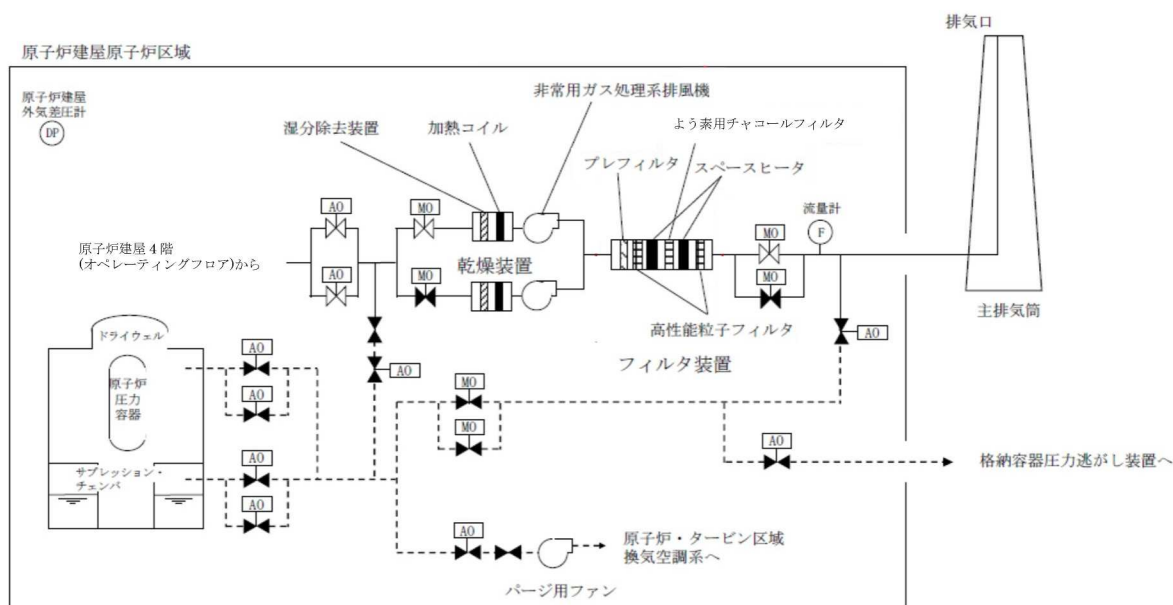 排気口
原子炉建屋原子炉区域
原子炉建屋
外気差圧計
DP
非常用ガス処理系排風機
湿分除去装置
加熱コイル
よう素用チャコールフィルタ
プレフィルタ
スペースヒータ
流量計
F
AO
MO
MO
原子炉建屋4階
(オペレーティングフロア)から
AO
乾燥装置
MO
MO
主排気筒
高性能粒子フィルタ
AO
フィルタ装置
ドライウェル
AO
AO
原子炉
圧力
容器
MO
AO
MO
AO
サプレッション・
チェンバ
AO
AO
格納容器圧力逃がし装置へ
AO
原子炉・タービン区域
換気空調系へ
パージ用ファン